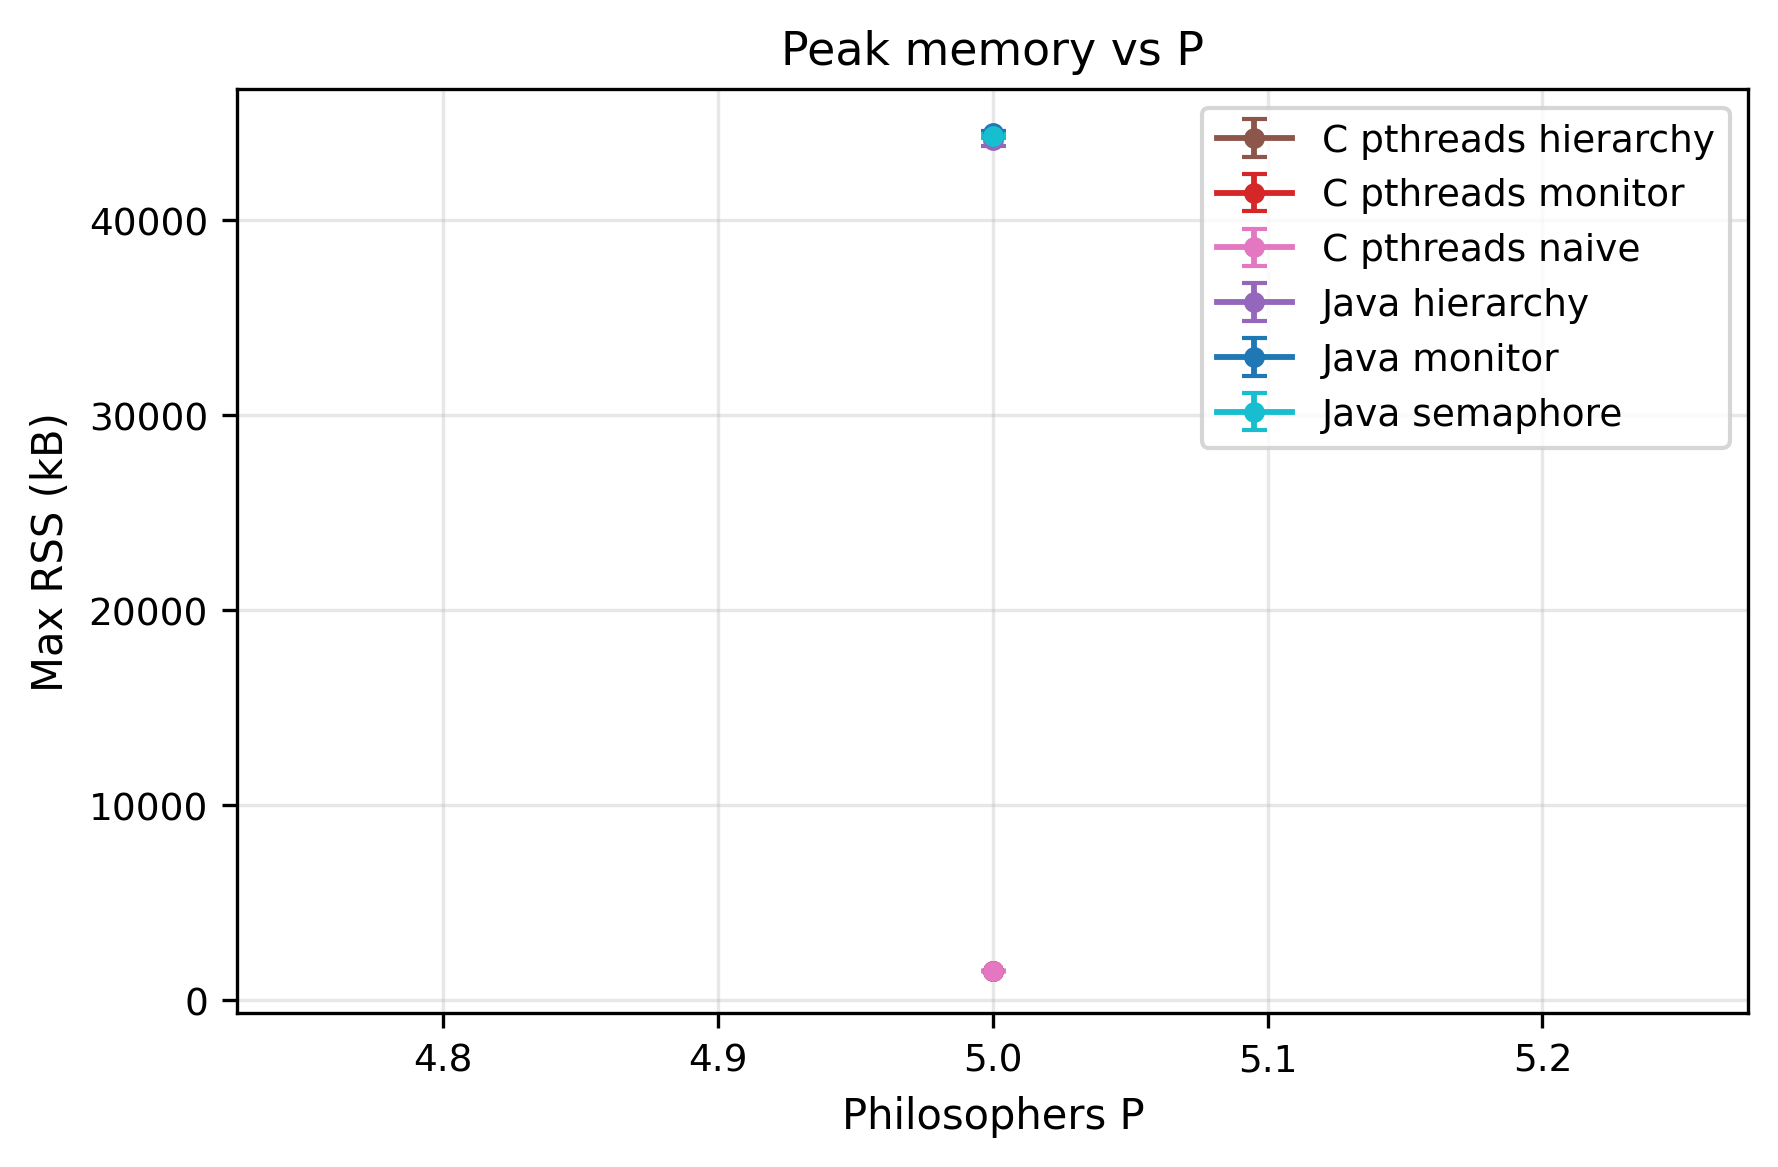 Peak memory vs P
C pthreads hierarchy
C pthreads monitor
C pthreads naive
Java hierarchy
Java monitor
Java semaphore
Max RSS (kB)
40000
30000
20000
10000
0
4.8 4.9 5.0 5.1 5.2
Philosophers P